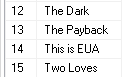 12 The Dark
13 The Payback
14 This is EUA
15 Two Loves